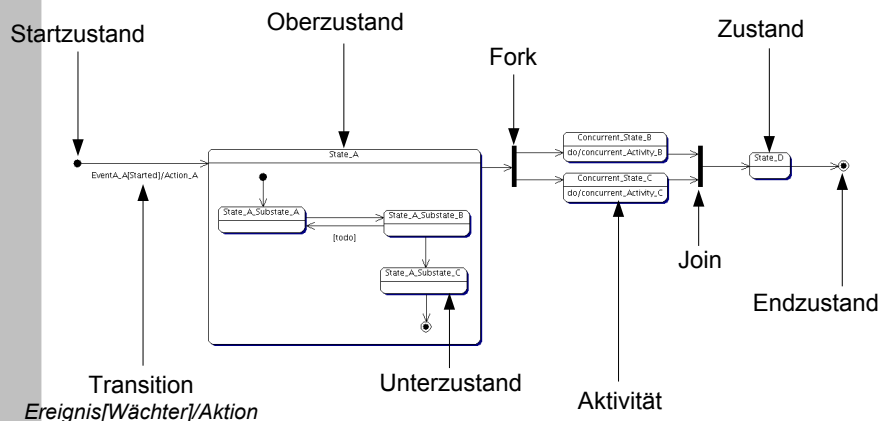 Startzustand
Oberzustand
Fork
Zustand
State_A
EventA_A[Started]/Action_A
Concurrent_State_B
do/concurrent_Activity_B
State_D
Concurrent_State_C
do/concurrent_Activity_C
State_A_Substate_A
State_A_Substate_B
[todo]
State_A_Substate_C
Join
Endzustand
Transition
Ereignis[Wächter]/Aktion
Unterzustand
Aktivität